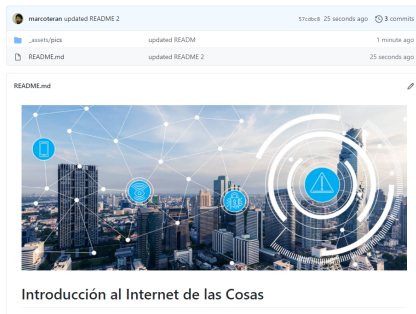 marcoteran updated README 2 57cdbc8 25 seconds ago 3 commits
_assets/pics updated READM 1 minute ago
README.md updated README 2 25 seconds ago
README.md
Introducción al Internet de las Cosas